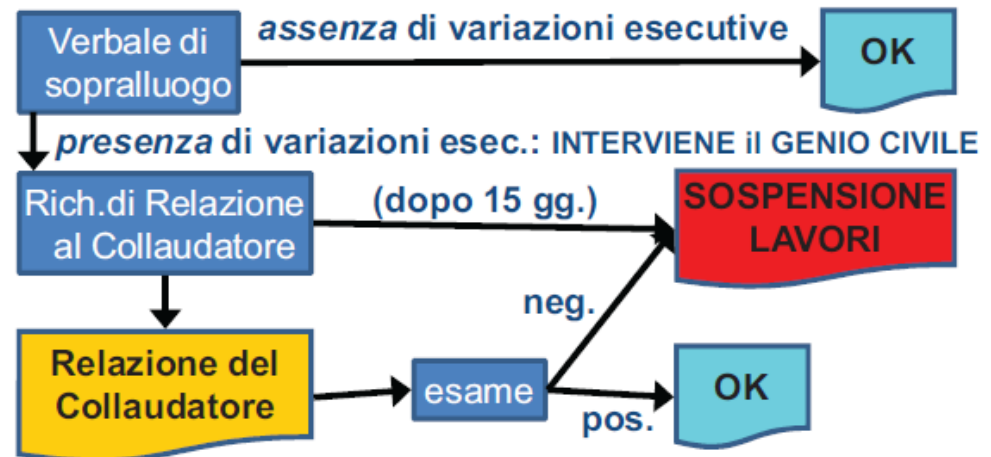 Verbale di
sopralluogo
assenza di variazioni esecutive
OK
presenza di variazioni esec.: INTERVIENE il GENIO CIVILE
Rich.di Relazione
al Collaudatore
(dopo 15 gg.)
SOSPENSIONE
LAVORI
neg.
Relazione del
Collaudatore
esame
pos.
OK